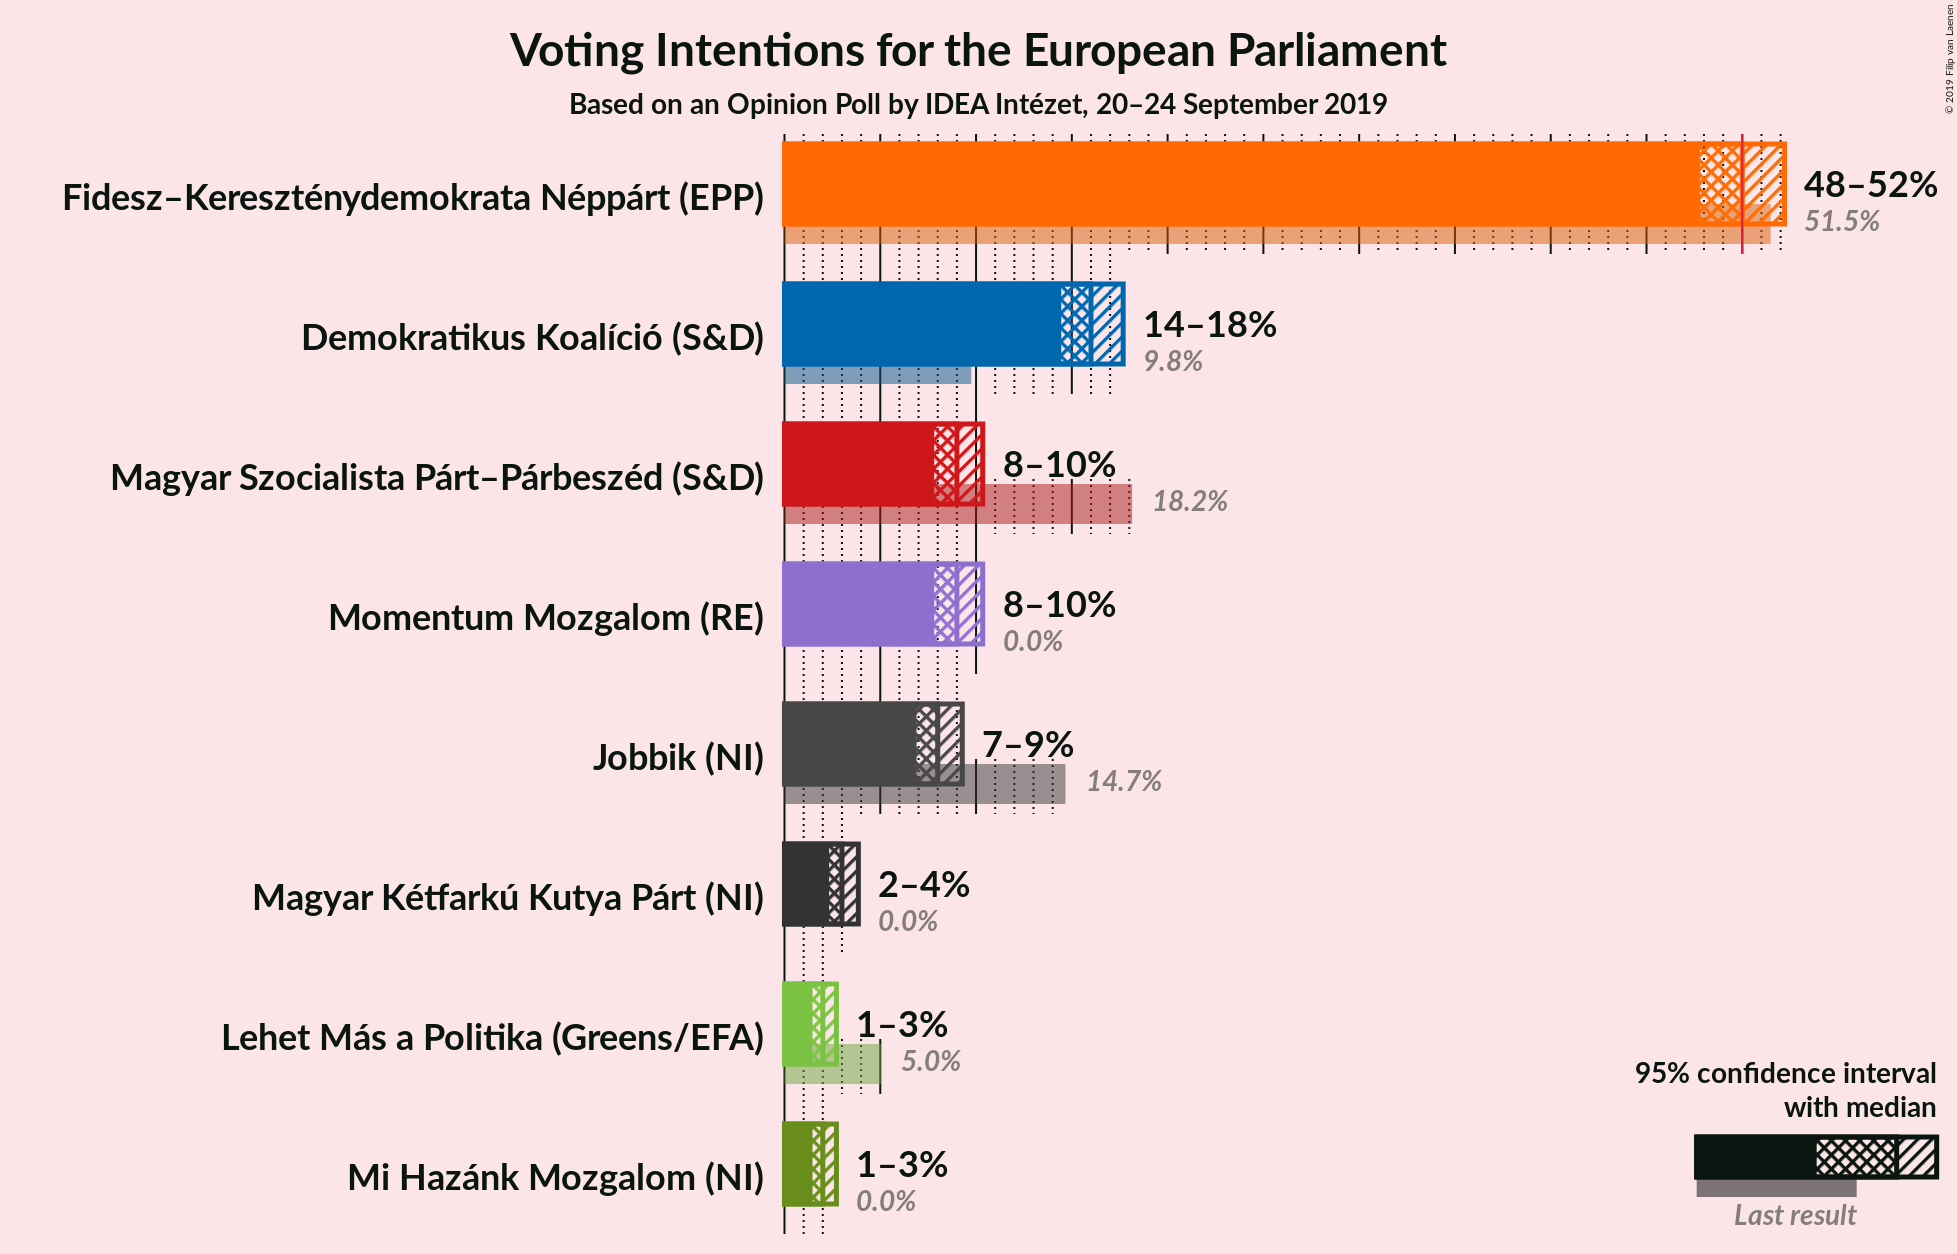 Voting Intentions for the European Parliament
Based on an Opinion Poll by IDEA Intézet, 20–24 September 2019
© 2019 Filip van Laenen
Fidesz–Kereszténydemokrata Néppárt (EPP)
48–52%
51.5%
Demokratikus Koalíció (S&D)
14–18%
9.8%
Magyar Szocialista Párt–Párbeszéd (S&D)
8–10%
18.2%
Momentum Mozgalom (RE)
8–10%
0.0%
Jobbik (NI)
7–9%
14.7%
Magyar Kétfarkú Kutya Párt (NI)
2–4%
0.0%
Lehet Más a Politika (Greens/EFA)
1–3%
5.0%
Mi Hazánk Mozgalom (NI)
1–3%
0.0%
95% confidence interval
with median
Last result